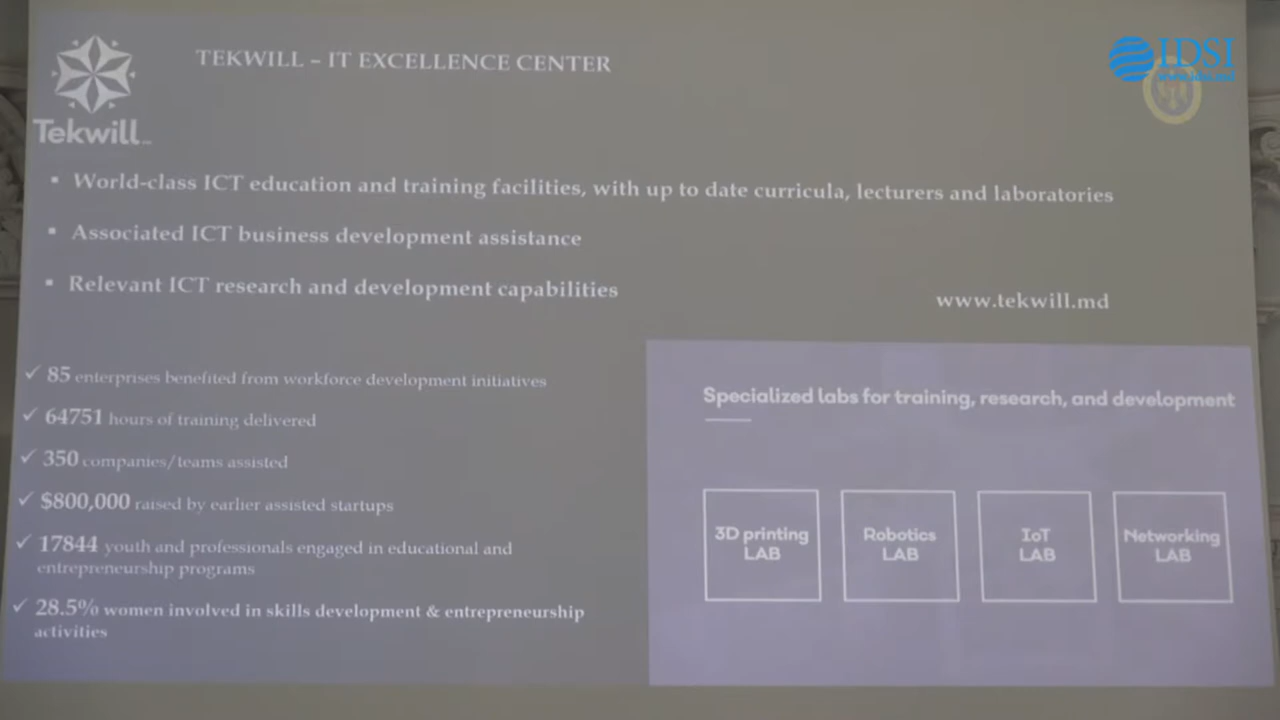 TEKWILL – IT EXCELLENCE CENTER
IDSI
www.idsi.md
Tekwill
▪ World-class ICT education and training facilities, with up to date curricula, lecturers and laboratories
▪ Associated ICT business development assistance
▪ Relevant ICT research and development capabilities
www.tekwill.md
✓ 85 enterprises benefited from workforce development initiatives
✓ 64751 hours of training delivered
✓ 350 companies/teams assisted
✓ $800,000 raised by earlier assisted startups
✓ 17844 youth and professionals engaged in educational and
entrepreneurship programs
✓ 28.5% women involved in skills development & entrepreneurship
activities
Specialized labs for training, research, and development
3D printing
LAB
Robotics
LAB
IoT
LAB
Networking
LAB